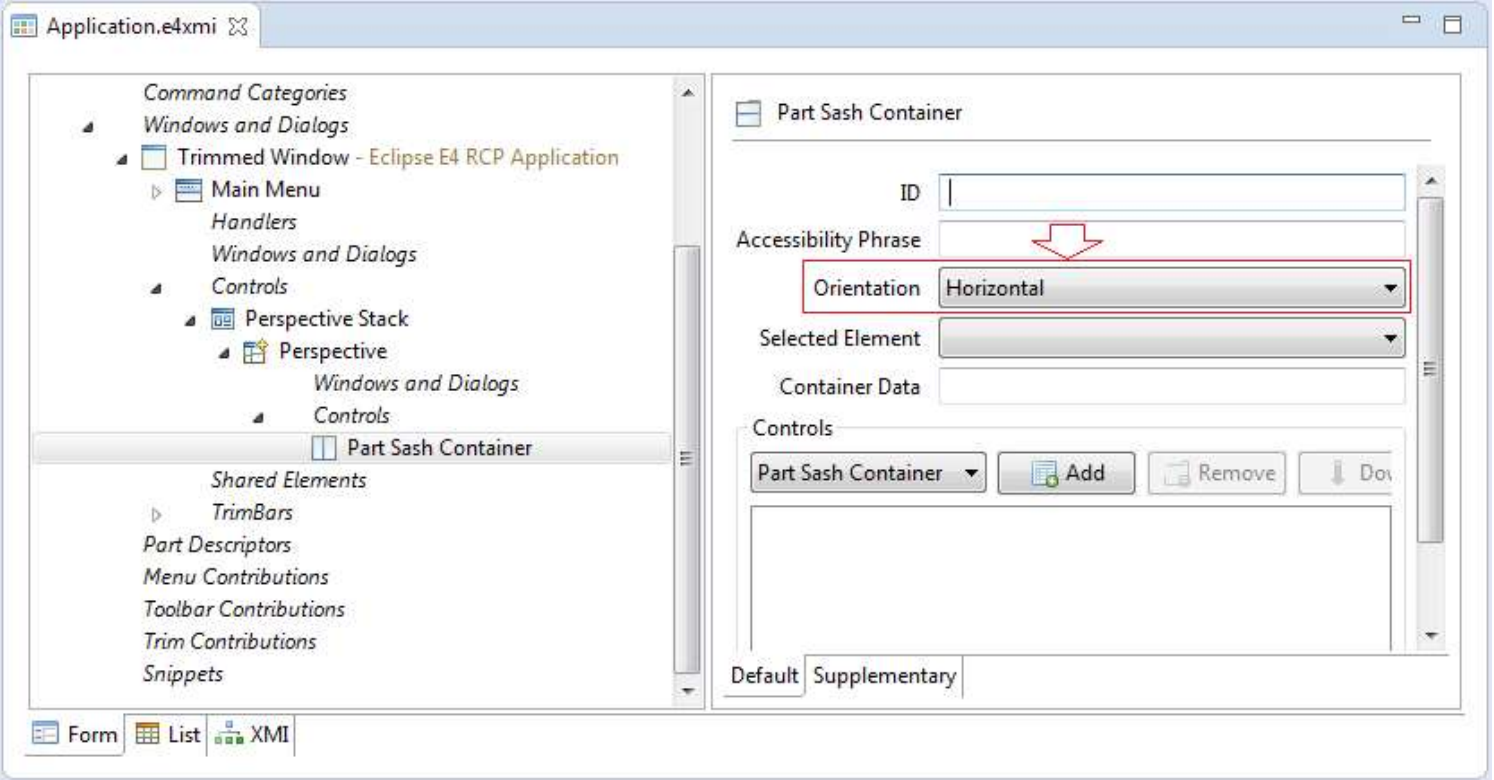 Application.e4xmi
Command Categories
Windows and Dialogs
Trimmed Window - Eclipse E4 RCP Application
Main Menu
Handlers
Windows and Dialogs
Controls
Perspective Stack
Perspective
Windows and Dialogs
Controls
Part Sash Container
Shared Elements
TrimBars
Part Descriptors
Menu Contributions
Toolbar Contributions
Trim Contributions
Snippets
Part Sash Container
ID
Accessibility Phrase
Orientation Horizontal
Selected Element
Container Data
Controls
Part Sash Container Add Remove
Default Supplementary
Form List XMI